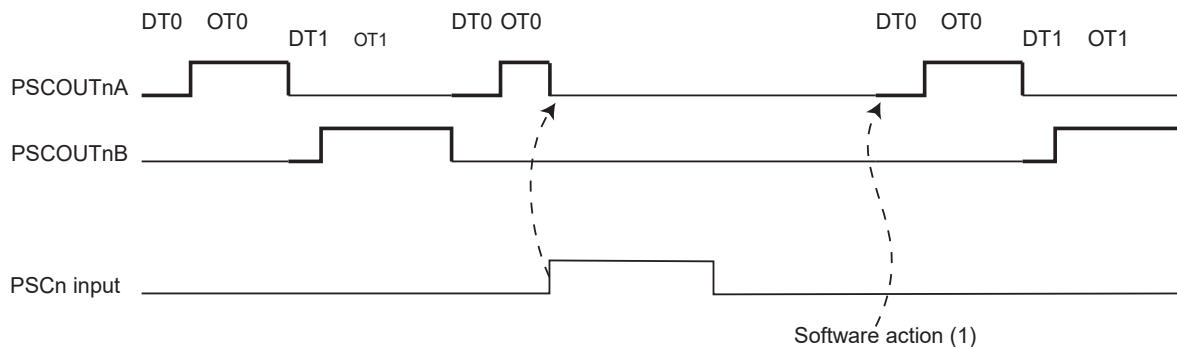 DT0 OT0 DT1 OT1 DT0 OT0 DT0 OT0 DT1 OT1
PSCOUTnA
PSCOUTnB
PSCn input
Software action (1)